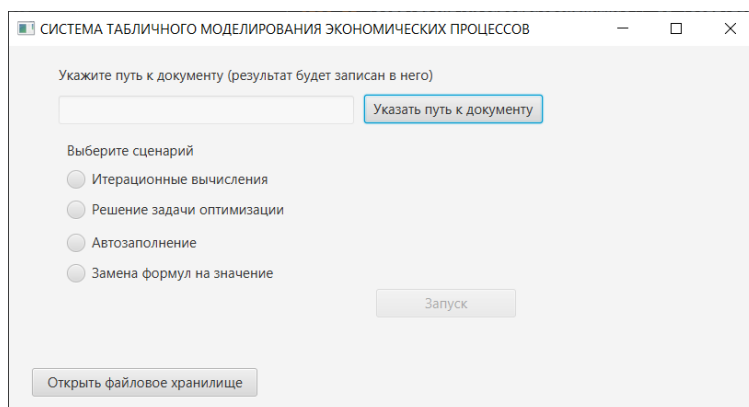 СИСТЕМА ТАБЛИЧНОГО МОДЕЛИРОВАНИЯ ЭКОНОМИЧЕСКИХ ПРОЦЕССОВ
Укажите путь к документу (результат будет записан в него)
Указать путь к документу
Выберите сценарий
Итерационные вычисления
Решение задачи оптимизации
Автозаполнение
Замена формул на значение
Запуск
Открыть файловое хранилище